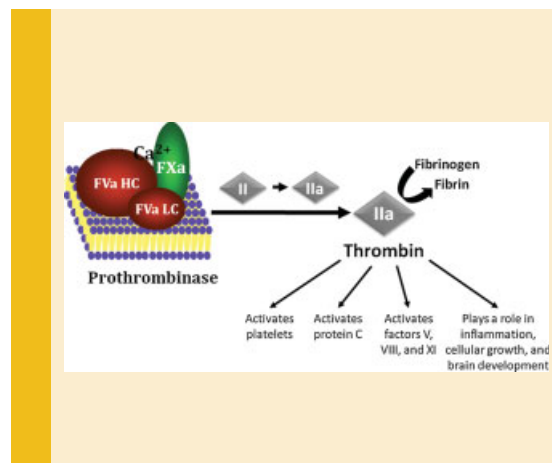 Ca2+
FXa
FVa HC
FVa LC
Prothrombinase
II
IIa
Fibrinogen
Fibrin
IIa
Thrombin
Activates
platelets
Activates
protein C
Activates
factors V,
VIII, and XI
Plays a role in
inflammation,
cellular growth, and
brain development